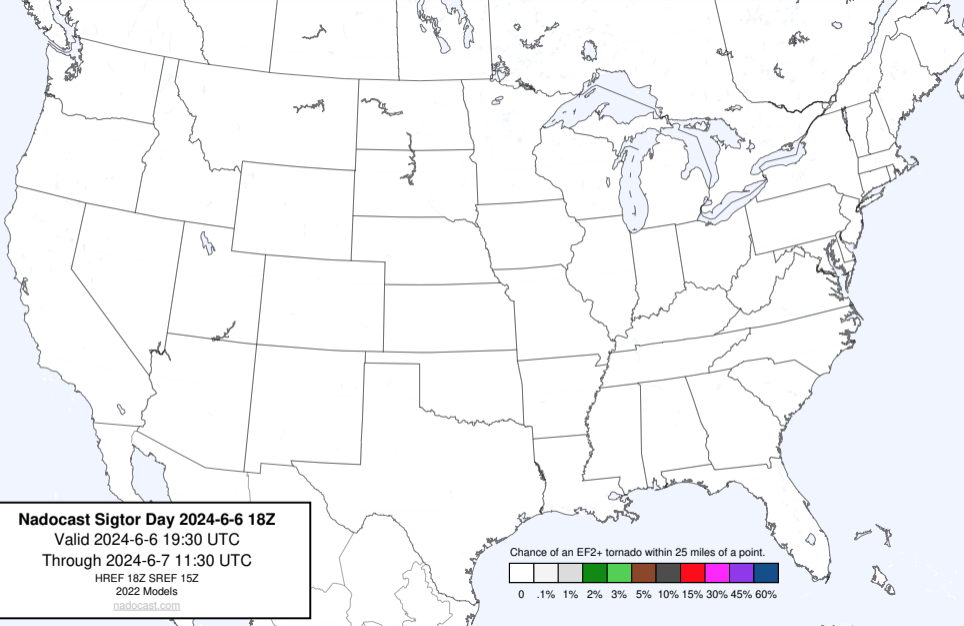 Nadocast Sigtor Day 2024-6-6 18Z
Valid 2024-6-6 19:30 UTC
Through 2024-6-7 11:30 UTC
HREF 18Z SREF 15Z
2022 Models
nadocast.com
Chance of an EF2+ tornado within 25 miles of a point.
0 .1% 1% 2% 3% 5% 10% 15% 30% 45% 60%